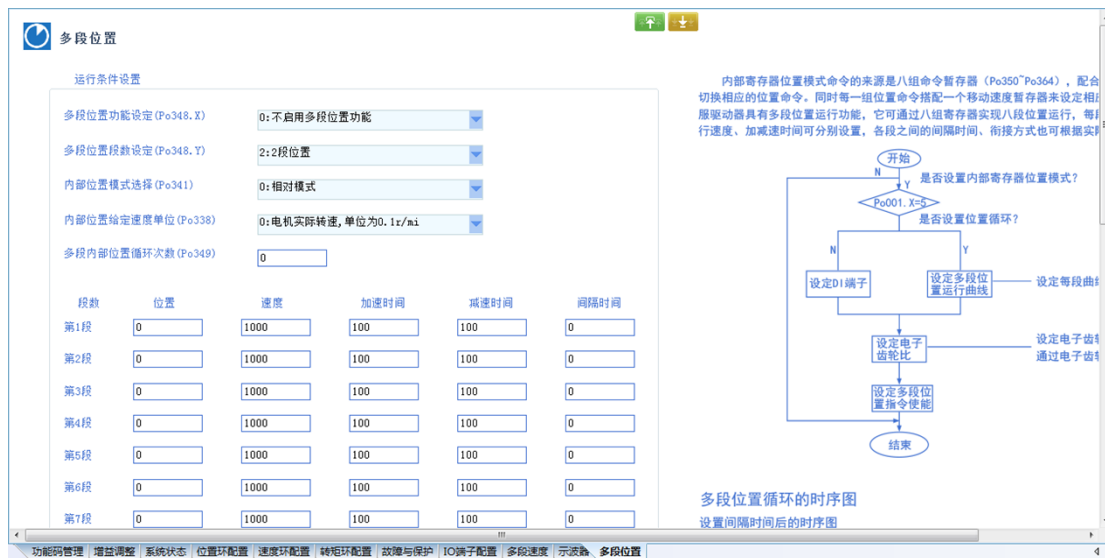 多段位置
运行条件设置
多段位置功能设定(Po348.X)
0:不启用多段位置功能
多段位置段数设定(Po348.Y)
2:2段位置
内部位置模式选择(Po341)
0:相对模式
内部位置给定速度单位(Po338)
0:电机实际转速,单位为0.1r/mi
多段内部位置循环次数(Po349)
0
段数 位置 速度 加速时间 减速时间 间隔时间
第1段 0 1000 100 100 0
第2段 0 1000 100 100 0
第3段 0 1000 100 100 0
第4段 0 1000 100 100 0
第5段 0 1000 100 100 0
第6段 0 1000 100 100 0
第7段 0 1000 100 100 0
内部寄存器位置模式命令的来源是八组命令暂存器（Po350~Po364），配合
切换相应的位置命令。同时每一组位置命令搭配一个移动速度暂存器来设定相应
服驱动器具有多段位置运行功能，它可通过八组寄存器实现八段位置运行，每段
行速度、加减速时间可分别设置，各段之间的间隔时间、衔接方式也可根据实际
开始
N
Y
是否设置内部寄存器位置模式？
Po001.X=5
是否设置位置循环？
N
Y
设定DI端子
设定多段位
置运行曲线
设定每段曲线
设定电子
齿轮比
设定电子齿轮
通过电子齿轮
设定多段位
置指令使能
结束
多段位置循环的时序图
设置间隔时间后的时序图
功能码管理 增益调整 系统状态 位置环配置 速度环配置 转矩环配置 故障与保护 IO端子配置 多段速度 示波器 多段位置